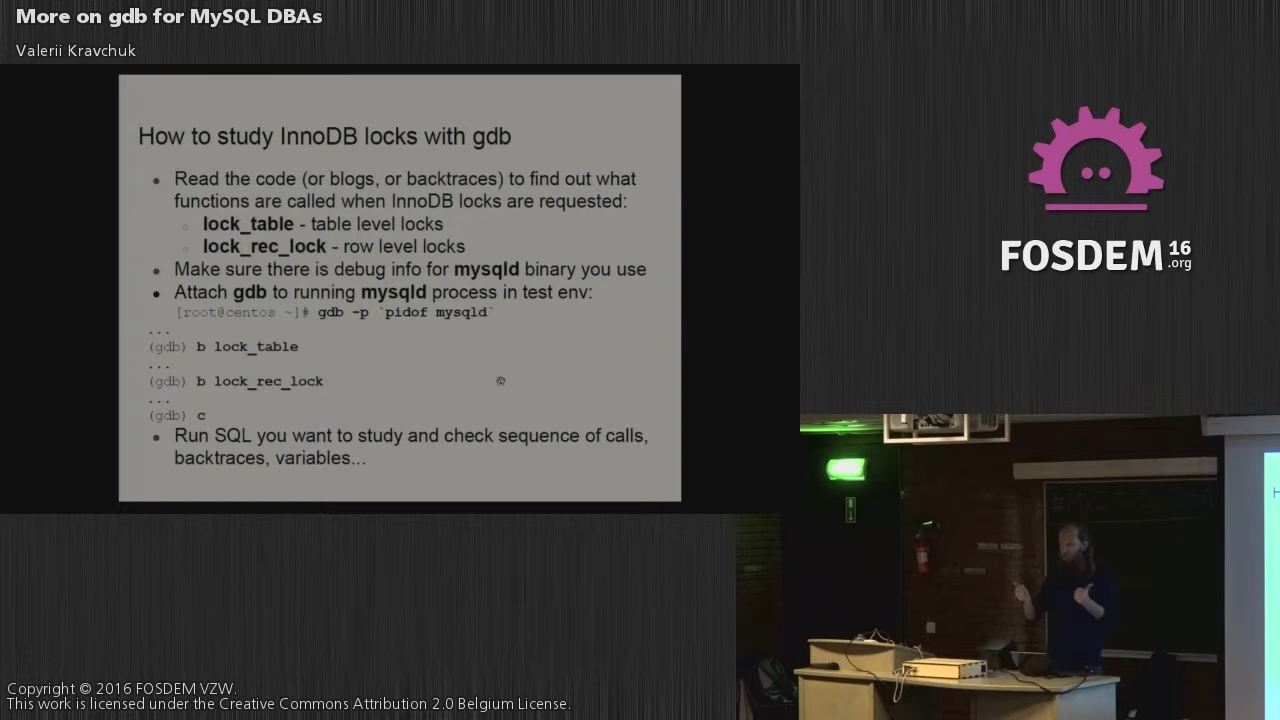 More on gdb for MySQL DBAs
Valerii Kravchuk
How to study InnoDB locks with gdb
● Read the code (or blogs, or backtraces) to find out what
functions are called when InnoDB locks are requested:
○ lock_table - table level locks
○ lock_rec_lock - row level locks
● Make sure there is debug info for mysqld binary you use
● Attach gdb to running mysqld process in test env:
[root@centos ~]# gdb -p `pidof mysqld`
...
(gdb) b lock_table
...
(gdb) b lock_rec_lock
...
(gdb) c
● Run SQL you want to study and check sequence of calls,
backtraces, variables...
FOSDEM 16
.org
Copyright © 2016 FOSDEM VZW.
This work is licensed under the Creative Commons Attribution 2.0 Belgium License.